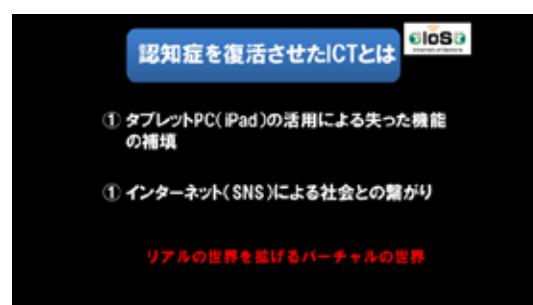 認知症を復活させたICTとは
IoS
① タブレットPC(iPad)の活用による失った機能
の補填
① インターネット(SNS)による社会との繋がり
リアルの世界を拡げるバーチャルの世界